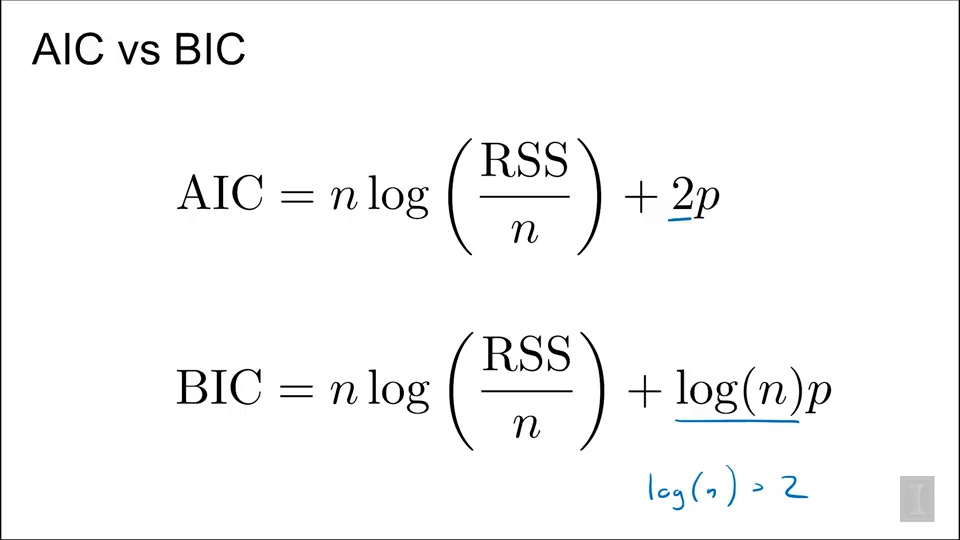 AIC vs BIC
AIC = n log (RSS/n) + 2p
BIC = n log (RSS/n) + log(n)p
log(n) > 2
I